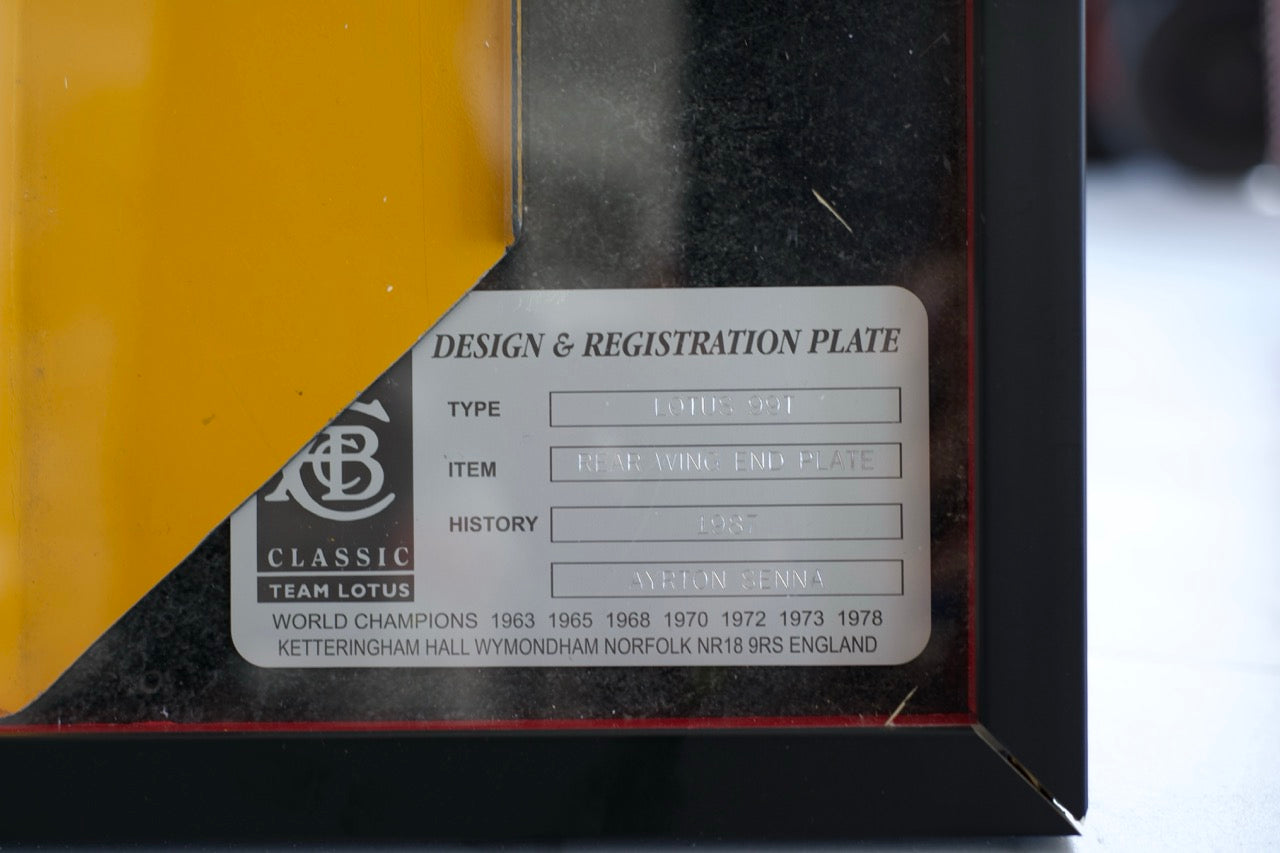 DESIGN & REGISTRATION PLATE
TYPE LOTUS 99T
ITEM REAR WING END PLATE
HISTORY 1987
AYRTON SENNA
CLASSIC
TEAM LOTUS
WORLD CHAMPIONS 1963 1965 1968 1970 1972 1973 1978
KETTERINGHAM HALL WYMONDHAM NORFOLK NR18 9RS ENGLAND